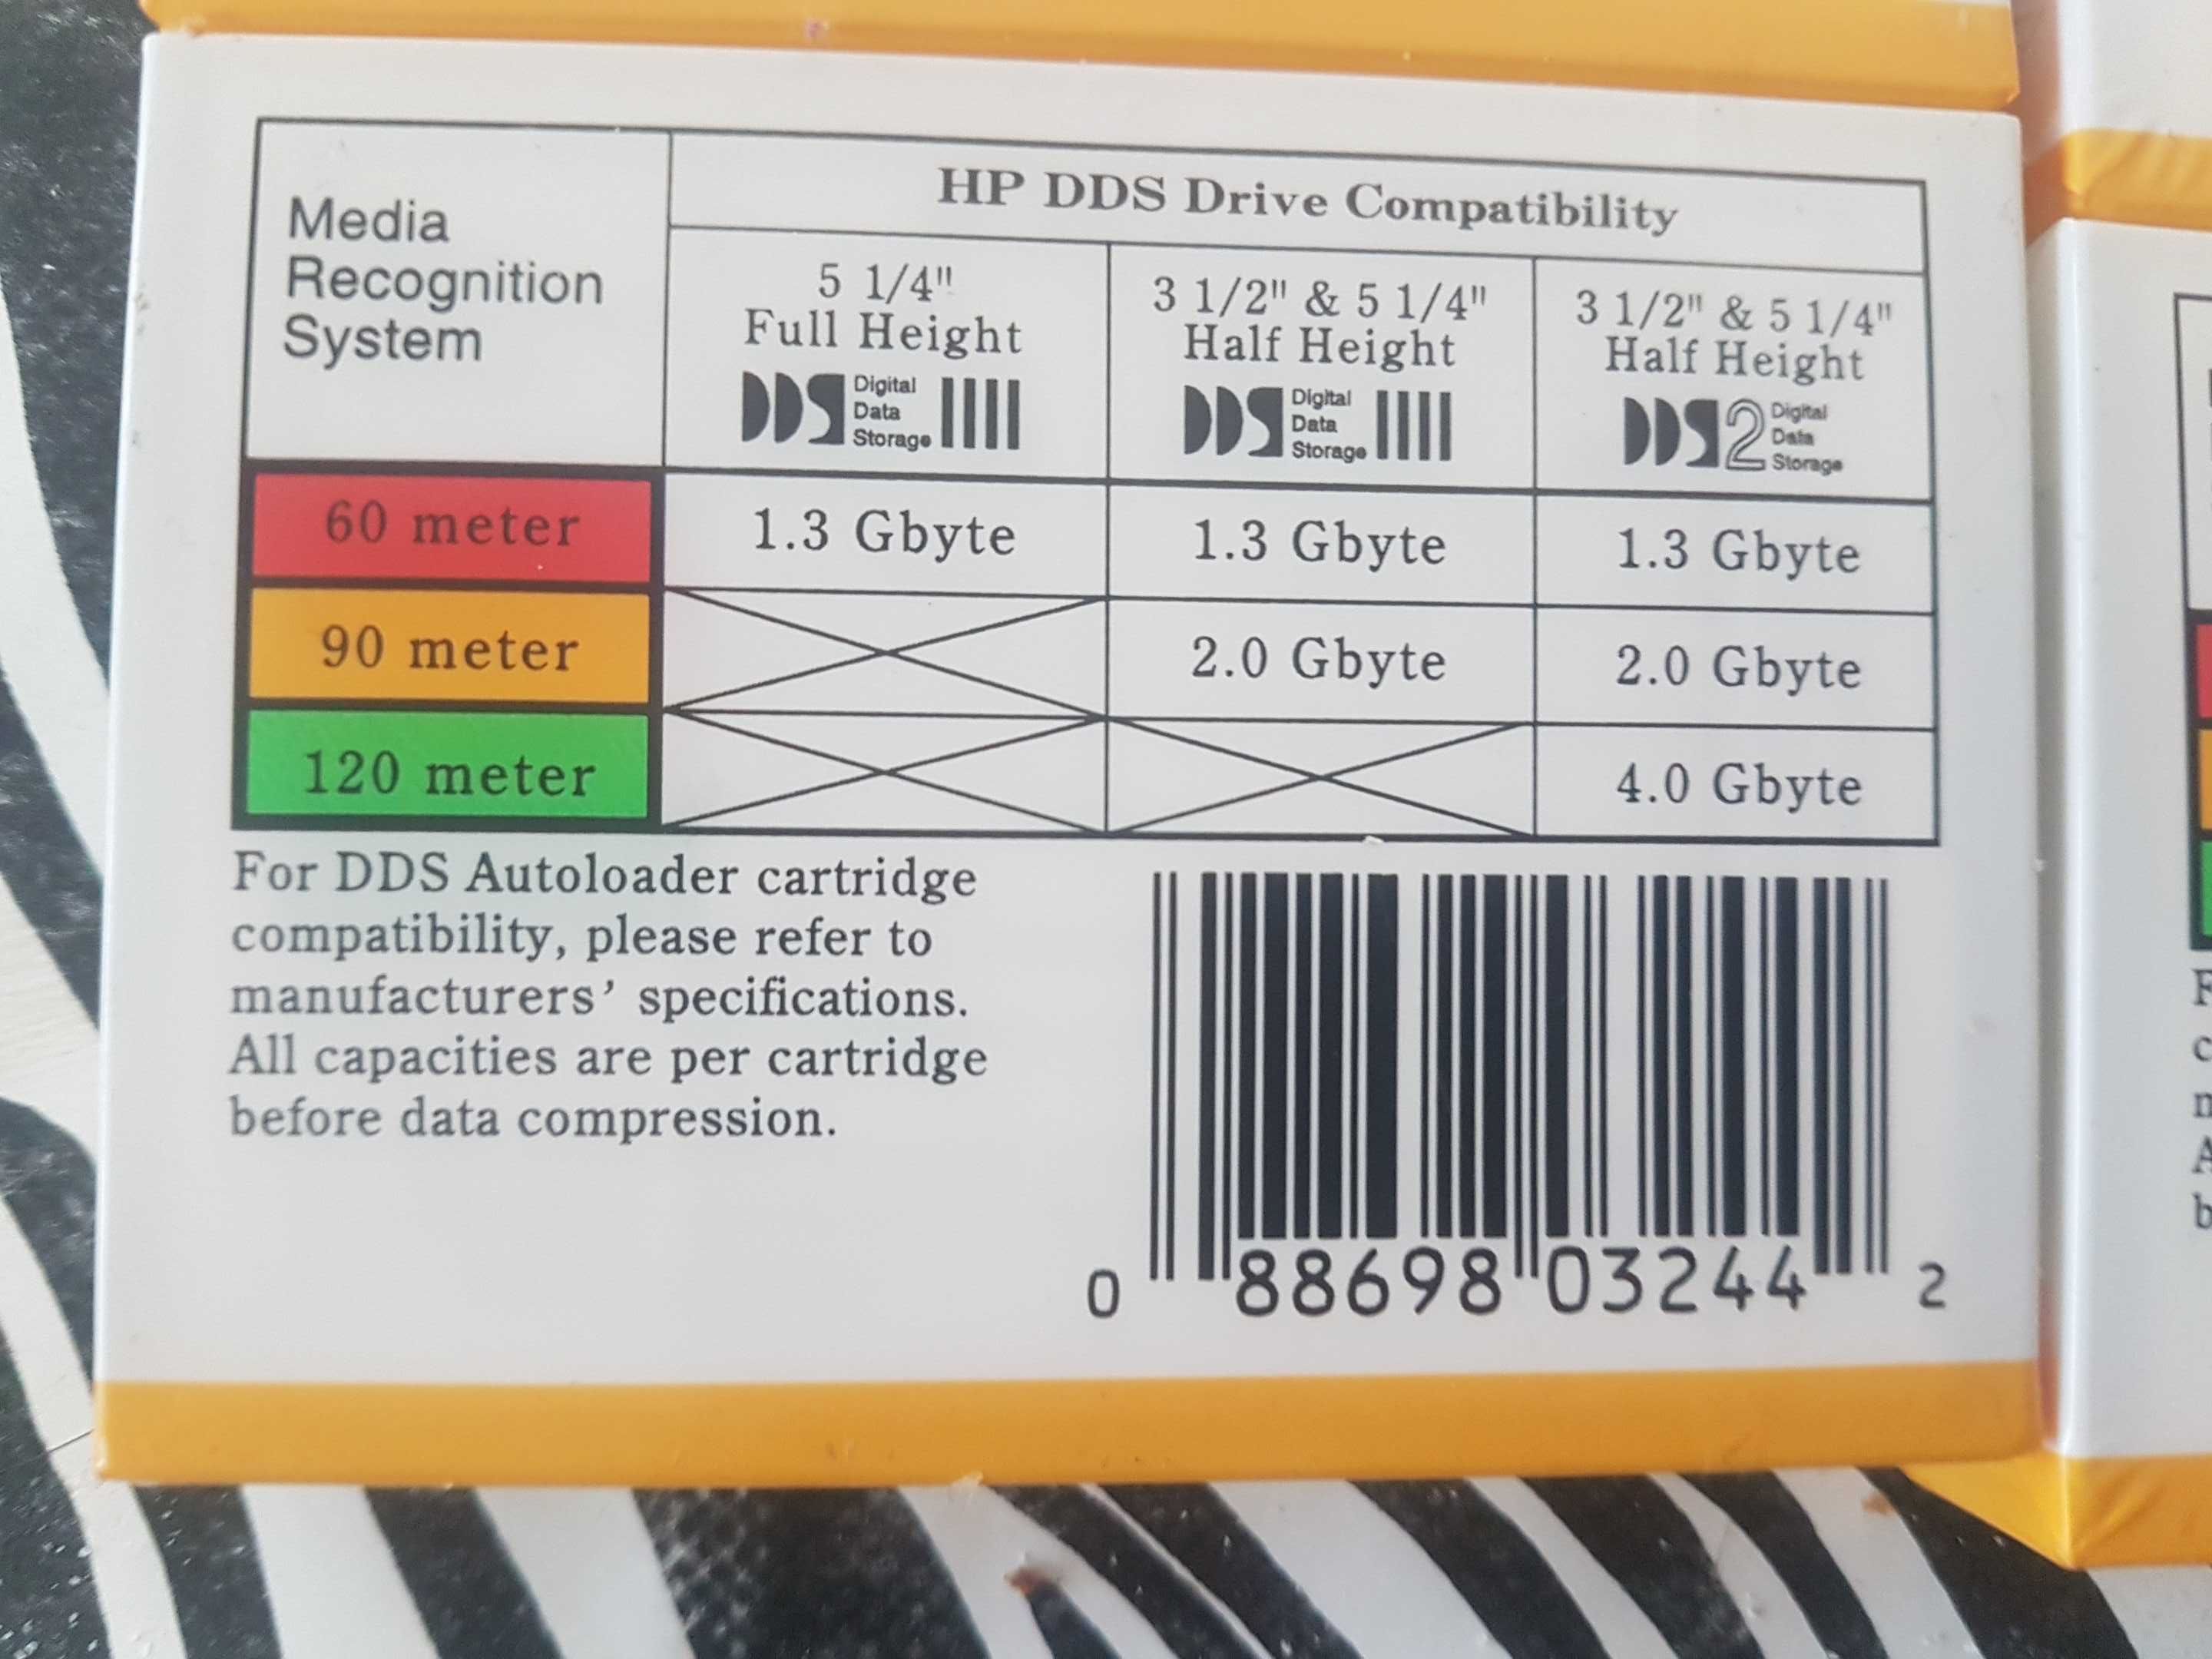 Media
Recognition
System
HP DDS Drive Compatibility
5 1/4"
Full Height
DDS Digital
Data
Storage
3 1/2" & 5 1/4"
Half Height
DDS Digital
Data
Storage
3 1/2" & 5 1/4"
Half Height
DDS2 Digital
Data
Storage
60 meter 1.3 Gbyte 1.3 Gbyte 1.3 Gbyte
90 meter 2.0 Gbyte 2.0 Gbyte
120 meter 4.0 Gbyte
For DDS Autoloader cartridge
compatibility, please refer to
manufacturers’ specifications.
All capacities are per cartridge
before data compression.
0 88698 03244 2